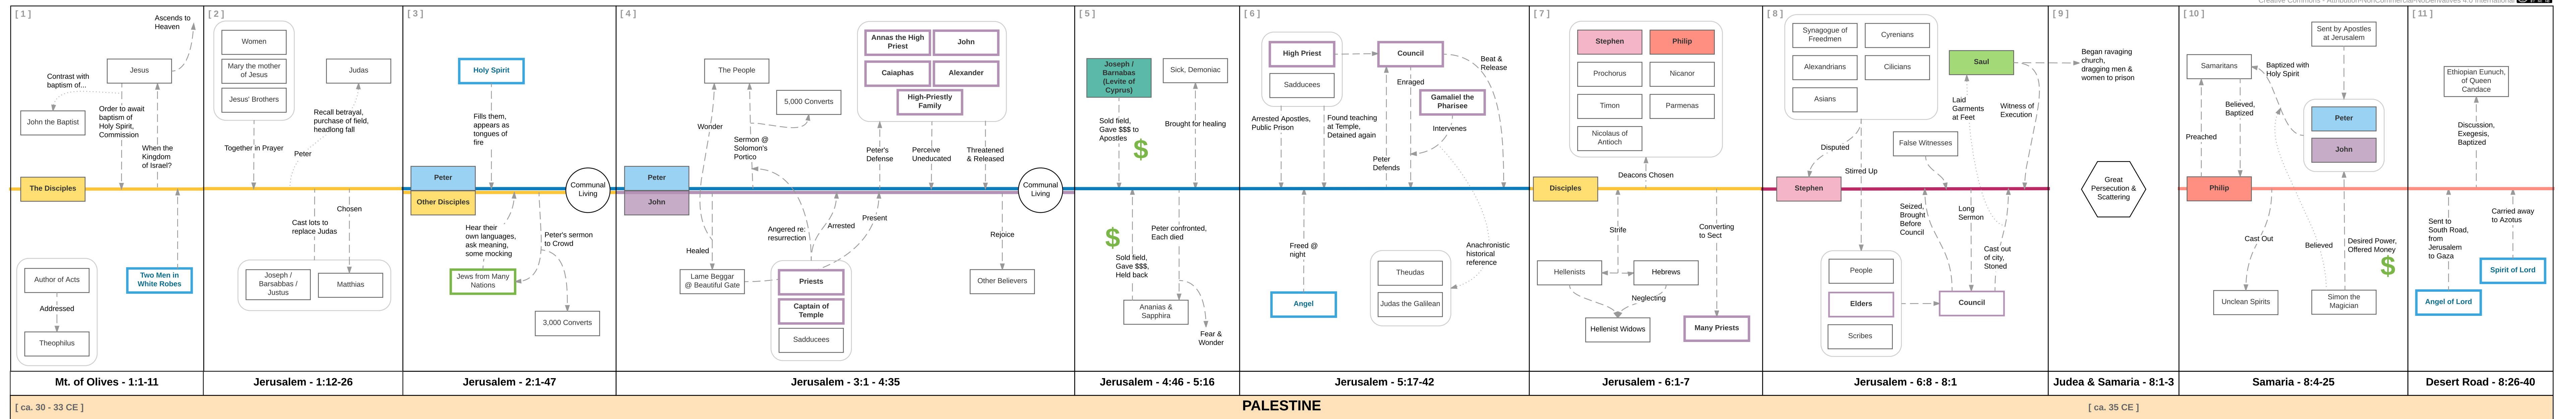 Creative Commons - Attribution-NonCommercial-NoDerivatives 4.0 International
[ 1 ]
Ascends to
Heaven
Jesus
Contrast with
baptism of...
John the Baptist
Order to await
baptism of
Holy Spirit,
Commission
When the
Kingdom
of Israel?
The Disciples
Author of Acts
Addressed
Theophilus
Two Men in
White Robes
Mt. of Olives - 1:1-11
[ 2 ]
Women
Mary the mother
of Jesus
Jesus' Brothers
Judas
Recall betrayal,
purchase of field,
headlong fall
Together in Prayer
Peter
Chosen
Cast lots to
replace Judas
Joseph /
Barsabbas /
Justus
Matthias
Jerusalem - 1:12-26
[ 3 ]
Holy Spirit
Fills them,
appears as
tongues of
fire
Peter
Other Disciples
Communal
Living
Hear their
own languages,
ask meaning,
some mocking
Peter's sermon
to Crowd
Jews from Many
Nations
3,000 Converts
Jerusalem - 2:1-47
[ 4 ]
The People
5,000 Converts
Annas the High
Priest
John
Caiaphas
Alexander
High-Priestly
Family
Wonder
Sermon @
Solomon's
Portico
Peter's
Defense
Perceive
Uneducated
Threatened
& Released
Peter
John
Communal
Living
Healed
Angered re:
resurrection
Arrested
Present
Rejoice
Lame Beggar
@ Beautiful Gate
Priests
Captain of
Temple
Sadducees
Other Believers
Jerusalem - 3:1 - 4:35
[ 5 ]
Joseph /
Barnabas
(Levite of
Cyprus)
Sick, Demoniac
Sold field,
Gave $$$ to
Apostles
$
Brought for healing
$
Sold field,
Gave $$$,
Held back
Peter confronted,
Each died
Ananias &
Sapphira
Fear &
Wonder
Jerusalem - 4:46 - 5:16
[ 6 ]
High Priest
Sadducees
Council
Beat &
Release
Enraged
Gamaliel the
Pharisee
Arrested Apostles,
Public Prison
Found teaching
at Temple,
Detained again
Intervenes
Peter
Defends
Freed @
night
Angel
Anachronistic
historical
reference
Theudas
Judas the Galilean
Jerusalem - 5:17-42
[ 7 ]
Stephen
Philip
Prochorus
Nicanor
Timon
Parmenas
Nicolaus of
Antioch
Deacons Chosen
Disciples
Strife
Converting
to Sect
Hellenists
Hebrews
Neglecting
Hellenist Widows
Many Priests
Jerusalem - 6:1-7
[ 8 ]
Synagogue of
Freedmen
Cyrenians
Alexandrians
Cilicians
Asians
Saul
Laid
Garments
at Feet
Witness of
Execution
False Witnesses
Disputed
Stirred Up
Stephen
Seized,
Brought
Before
Council
Long
Sermon
Cast out
of city,
Stoned
People
Elders
Scribes
Council
Jerusalem - 6:8 - 8:1
[ 9 ]
Began ravaging
church,
dragging men &
women to prison
Great
Persecution &
Scattering
Judea & Samaria - 8:1-3
[ 10 ]
Sent by Apostles
at Jerusalem
Samaritans
Baptized with
Holy Spirit
Believed,
Baptized
Preached
Peter
John
Philip
Cast Out
Believed
Desired Power,
Offered Money
$
Unclean Spirits
Simon the
Magician
Samaria - 8:4-25
[ 11 ]
Ethiopian Eunuch,
of Queen
Candace
Discussion,
Exegesis,
Baptized
Sent to
South Road,
from
Jerusalem
to Gaza
Carried away
to Azotus
Spirit of Lord
Angel of Lord
Desert Road - 8:26-40
[ ca. 30 - 33 CE ]
PALESTINE
[ ca. 35 CE ]